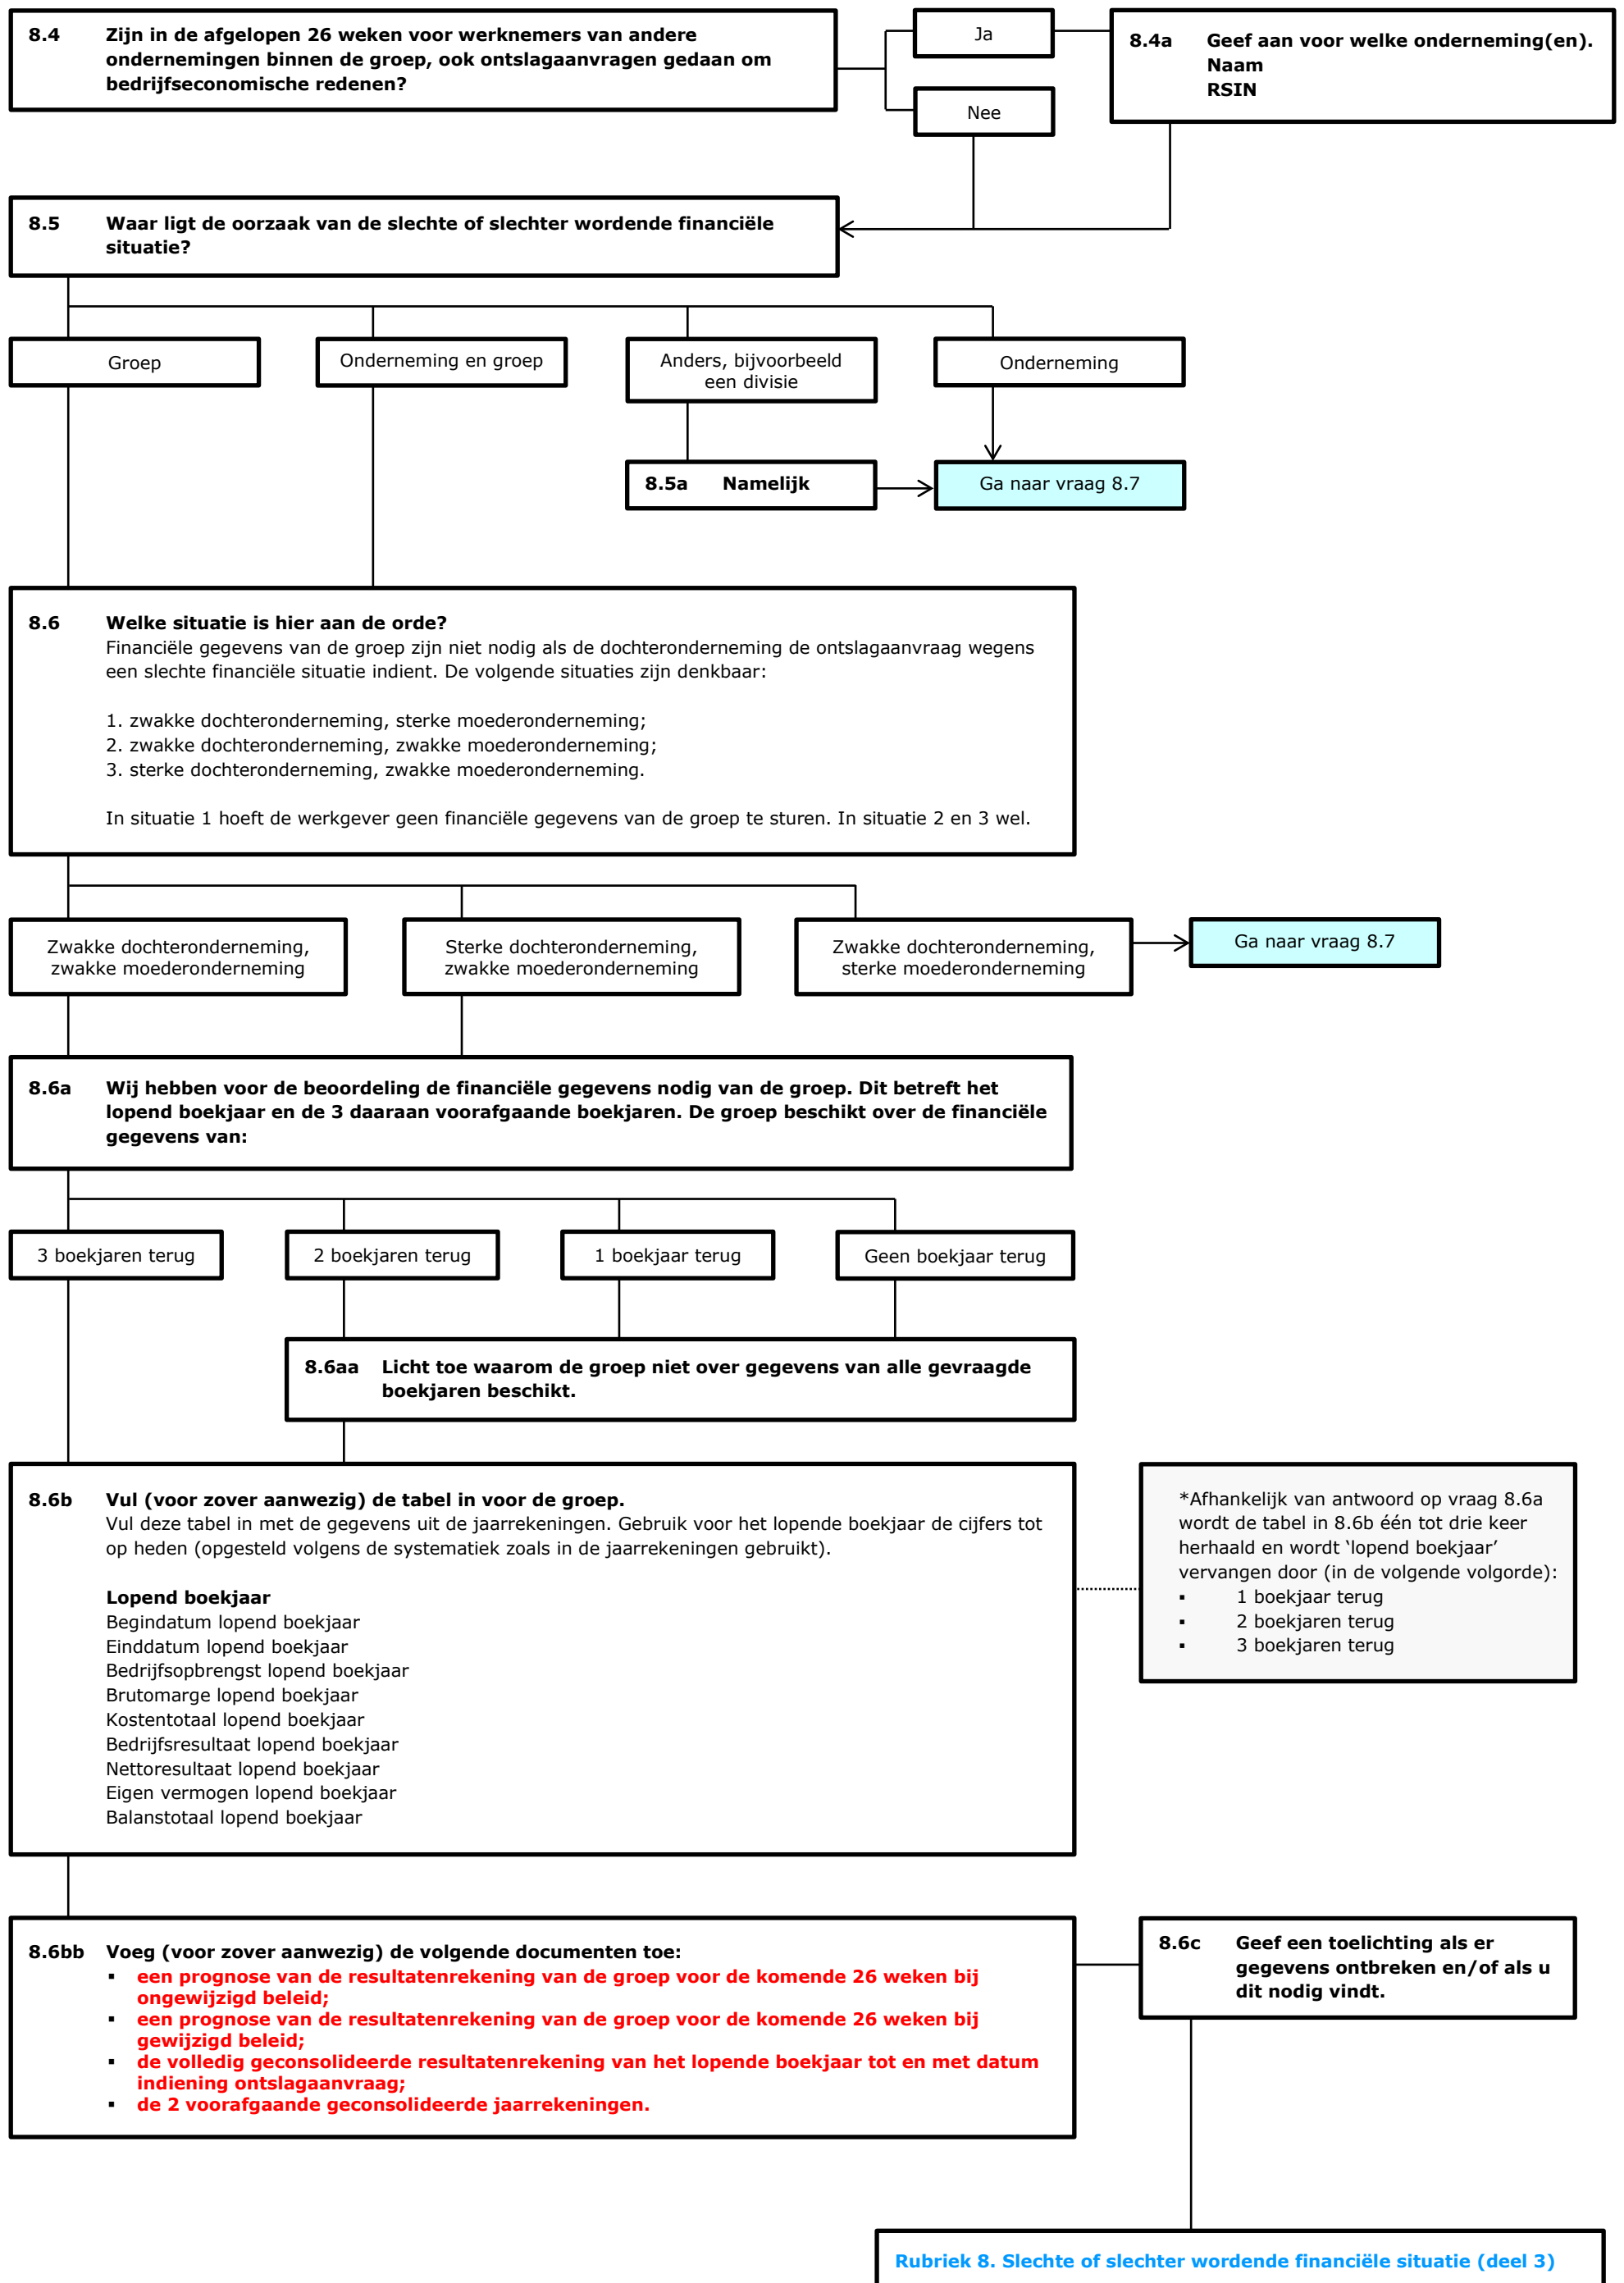 8.4 Zijn in de afgelopen 26 weken voor werknemers van andere
ondernemingen binnen de groep, ook ontslagaanvragen gedaan om
bedrijfseconomische redenen?
Ja
Nee
8.4a Geef aan voor welke onderneming(en).
Naam
RSIN
8.5 Waar ligt de oorzaak van de slechte of slechter wordende financiële
situatie?
Groep
Onderneming en groep
Anders, bijvoorbeeld
een divisie
Onderneming
8.5a Namelijk
Ga naar vraag 8.7
8.6 Welke situatie is hier aan de orde?
Financiële gegevens van de groep zijn niet nodig als de dochteronderneming de ontslagaanvraag wegens
een slechte financiële situatie indient. De volgende situaties zijn denkbaar:
1. zwakke dochteronderneming, sterke moederonderneming;
2. zwakke dochteronderneming, zwakke moederonderneming;
3. sterke dochteronderneming, zwakke moederonderneming.
In situatie 1 hoeft de werkgever geen financiële gegevens van de groep te sturen. In situatie 2 en 3 wel.
Zwakke dochteronderneming,
zwakke moederonderneming
Sterke dochteronderneming,
zwakke moederonderneming
Zwakke dochteronderneming,
sterke moederonderneming
Ga naar vraag 8.7
8.6a Wij hebben voor de beoordeling de financiële gegevens nodig van de groep. Dit betreft het
lopend boekjaar en de 3 daaraan voorafgaande boekjaren. De groep beschikt over de financiële
gegevens van:
3 boekjaren terug
2 boekjaren terug
1 boekjaar terug
Geen boekjaar terug
8.6aa Licht toe waarom de groep niet over gegevens van alle gevraagde
boekjaren beschikt.
8.6b Vul (voor zover aanwezig) de tabel in voor de groep.
Vul deze tabel in met de gegevens uit de jaarrekeningen. Gebruik voor het lopende boekjaar de cijfers tot
op heden (opgesteld volgens de systematiek zoals in de jaarrekeningen gebruikt).
Lopend boekjaar
Begindatum lopend boekjaar
Einddatum lopend boekjaar
Bedrijfsopbrengst lopend boekjaar
Brutomarge lopend boekjaar
Kostentotaal lopend boekjaar
Bedrijfsresultaat lopend boekjaar
Nettoresultaat lopend boekjaar
Eigen vermogen lopend boekjaar
Balanstotaal lopend boekjaar
*Afhankelijk van antwoord op vraag 8.6a
wordt de tabel in 8.6b één tot drie keer
herhaald en wordt ‘lopend boekjaar’
vervangen door (in de volgende volgorde):
▪ 1 boekjaar terug
▪ 2 boekjaren terug
▪ 3 boekjaren terug
8.6bb Voeg (voor zover aanwezig) de volgende documenten toe:
▪ een prognose van de resultatenrekening van de groep voor de komende 26 weken bij
ongewijzigd beleid;
▪ een prognose van de resultatenrekening van de groep voor de komende 26 weken bij
gewijzigd beleid;
▪ de volledig geconsolideerde resultatenrekening van het lopende boekjaar tot en met datum
indiening ontslagaanvraag;
▪ de 2 voorafgaande geconsolideerde jaarrekeningen.
8.6c Geef een toelichting als er
gegevens ontbreken en/of als u
dit nodig vindt.
Rubriek 8. Slechte of slechter wordende financiële situatie (deel 3)